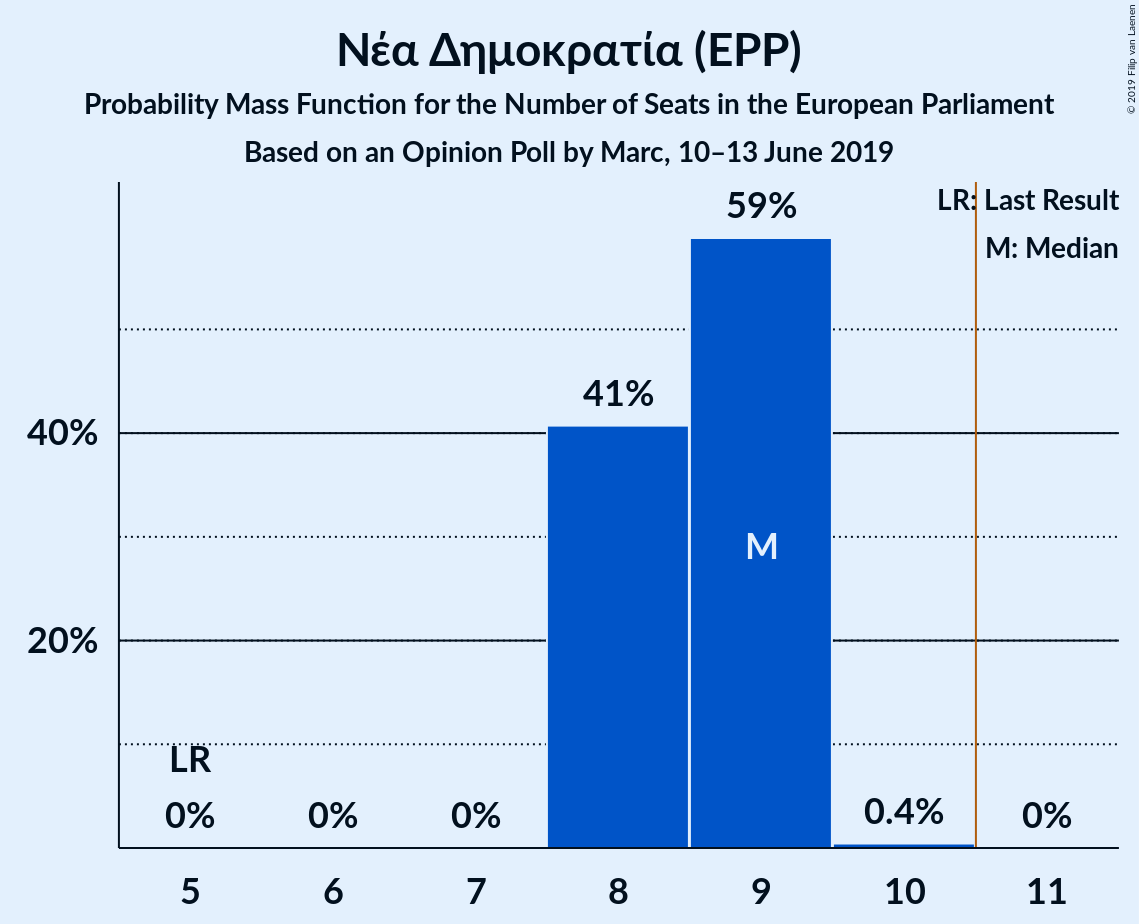 Νέα Δημοκρατία (EPP)
Probability Mass Function for the Number of Seats in the European Parliament
Based on an Opinion Poll by Marc, 10–13 June 2019
© 2019 Filip van Laenen
LR: Last Result
M: Median
59%
41%
40%
M
20%
LR
0%
0%
0%
0.4%
0%
5
6
7
8
9
10
11